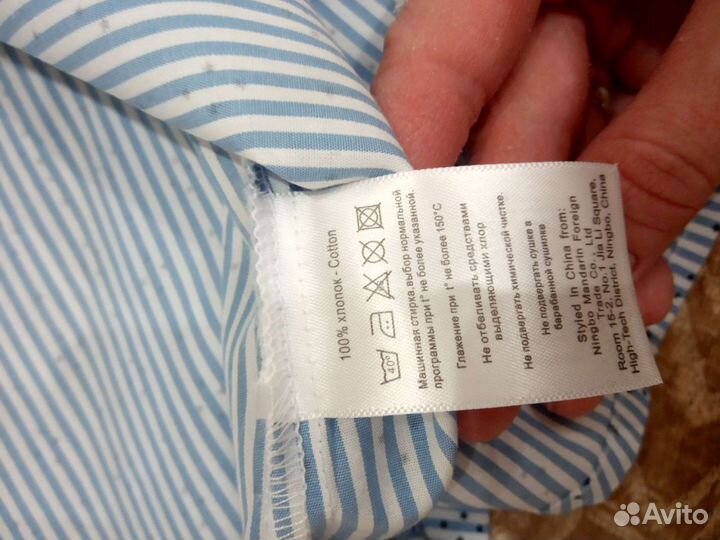 100% хлопок - Cotton
40°
Машинная стирка.выбор нормальной
программы при t° не более указанной.
Глажение при t° не более 150°C
Не отбеливать средствами
выделяющими хлор
Не подвергать химической чистке.
Не подвергать сушке в
барабанной сушилке
Styled in China from:
Ningbo Mandarin Foreign
Trade Co., Ltd
Room 15-2, No.1 Jia Li Square,
High-Tech District, Ningbo, China
Avito